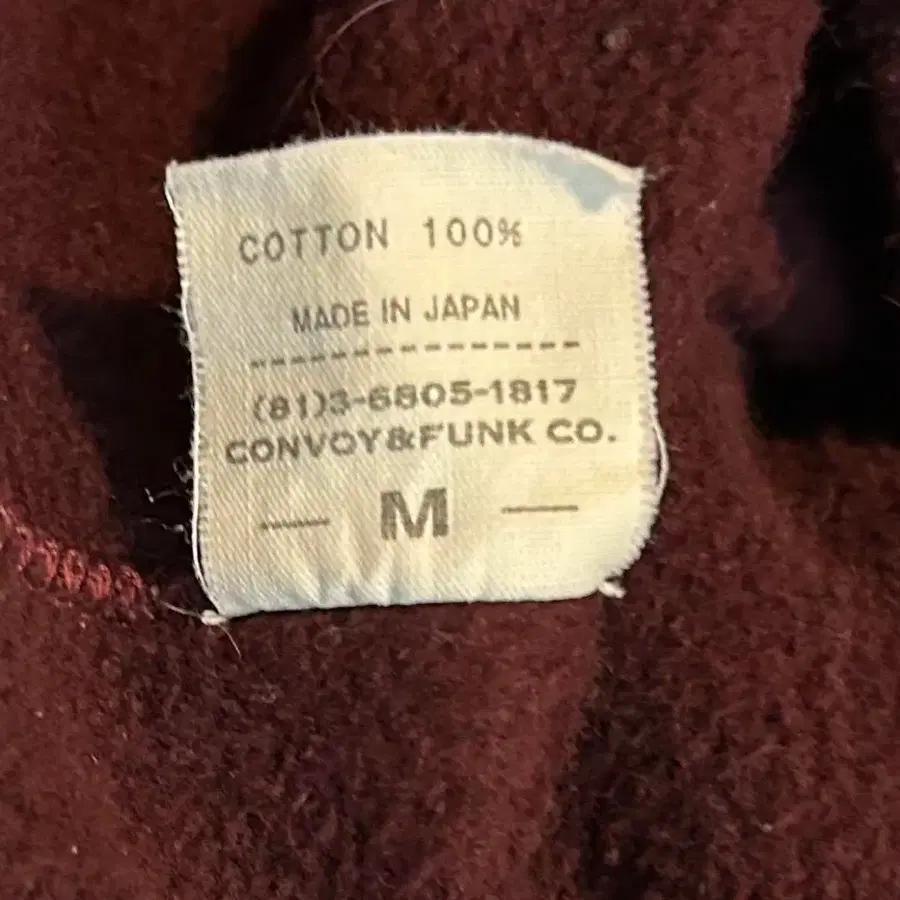 COTTON 100%
MADE IN JAPAN
---------------
(81)3-6805-1817
CONVOY&FUNK CO.
— M —